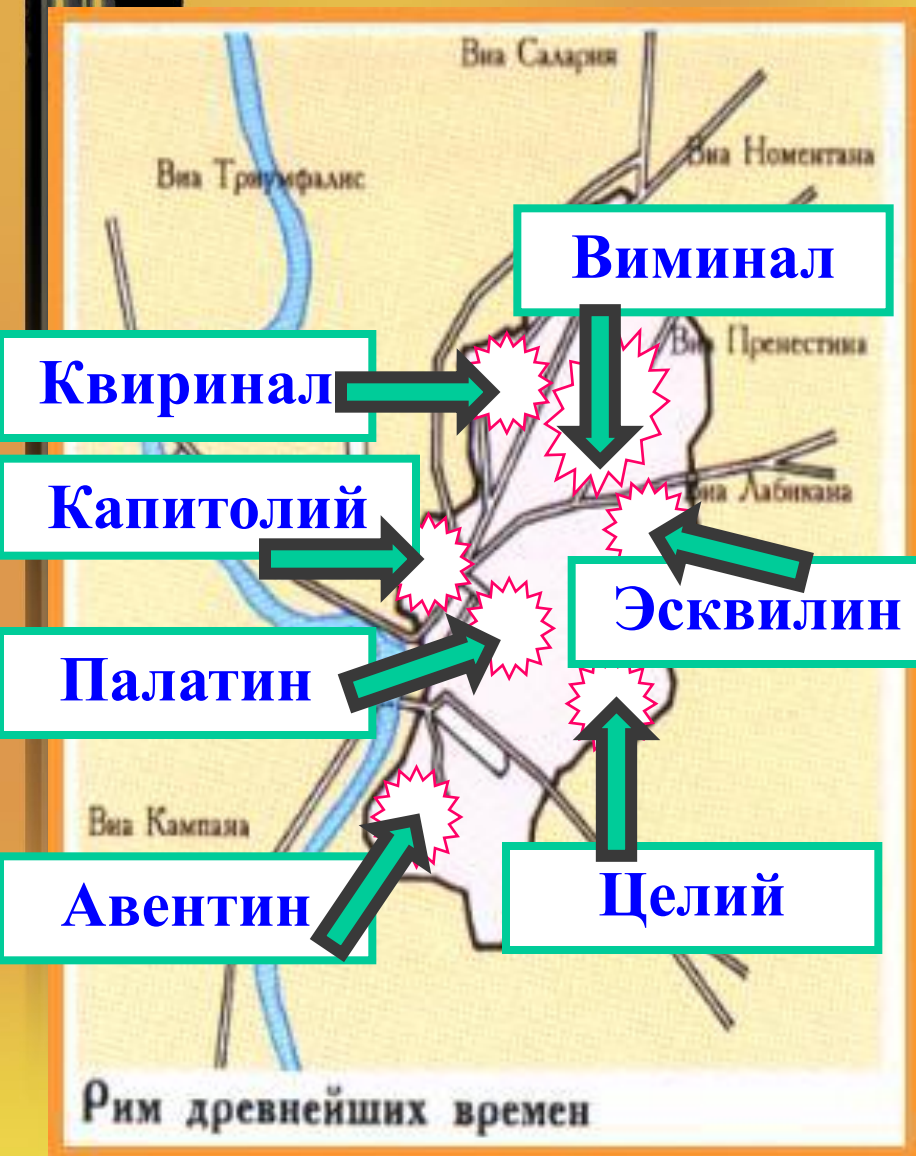 Виа Салария
Виа Номентана
Виа Триумфалис
Виминал
Виа Пренестина
Квиринал
Капитолий
Виа Лабикана
Эсквилин
Палатин
Виа Кампана
Авентин
Целий
Рим древнейших времен